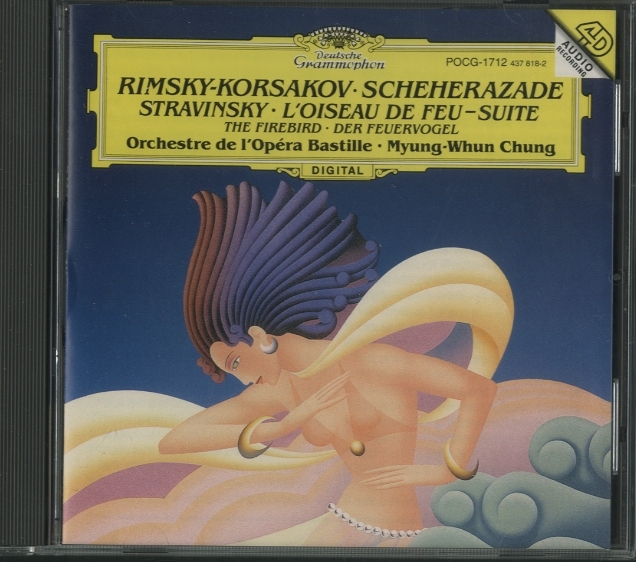 Deutsche
Grammophon
POCG-1712 437 818-2
4D
AUDIO
RECORDING
RIMSKY-KORSAKOV · SCHEHERAZADE
STRAVINSKY · L'OISEAU DE FEU – SUITE
THE FIREBIRD · DER FEUERVOGEL
Orchestre de l'Opéra Bastille · Myung-Whun Chung
DIGITAL